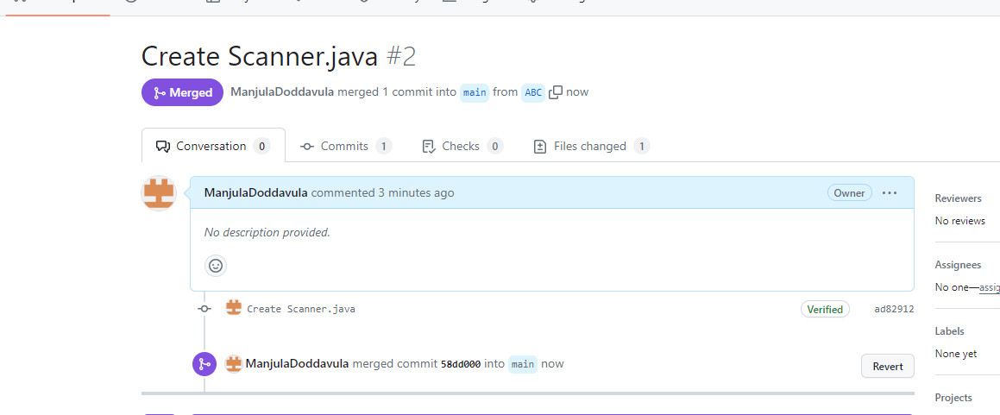 Create Scanner.java #2
Merged ManjulaDoddavula merged 1 commit into main from ABC now
Conversation 0 Commits 1 Checks 0 Files changed 1
ManjulaDoddavula commented 3 minutes ago Owner
No description provided.
Create Scanner.java Verified ad82912
ManjulaDoddavula merged commit 58dd000 into main now
Revert
Reviewers
No reviews
Assignees
No one—assig
Labels
None yet
Projects